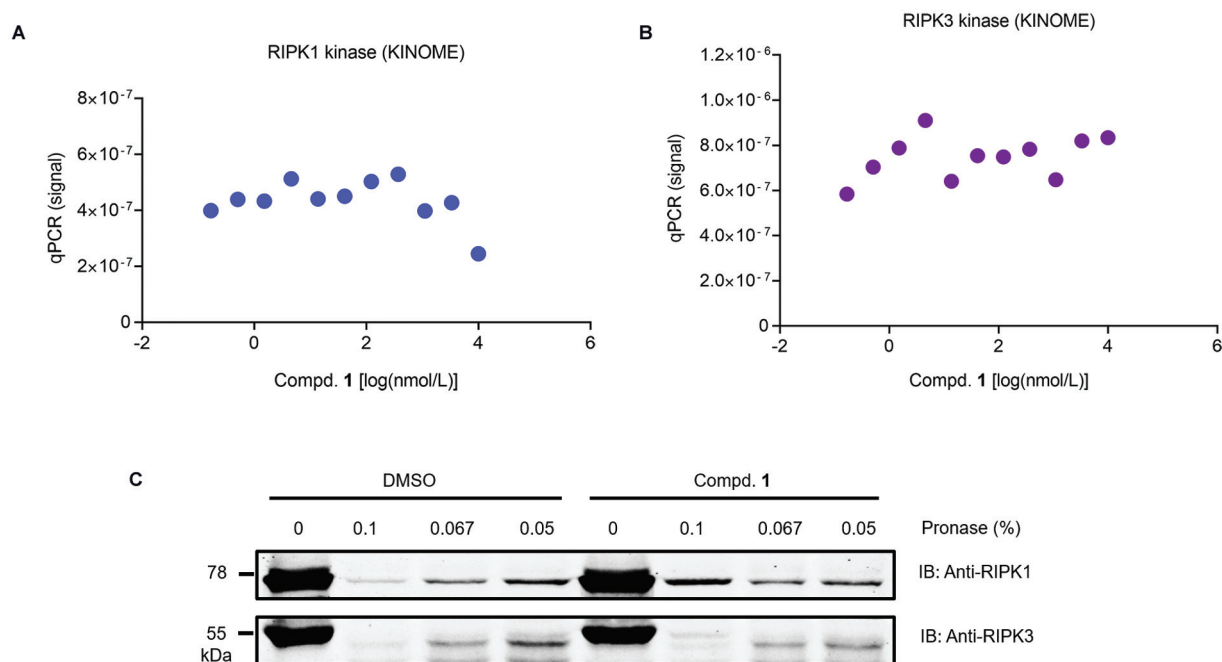 A
RIPK1 kinase (KINOME)
8×10⁻⁷
6×10⁻⁷
4×10⁻⁷
2×10⁻⁷
0
qPCR (signal)
-2 0 2 4 6
Compd. 1 [log(nmol/L)]
B
RIPK3 kinase (KINOME)
1.2×10⁻⁶
1.0×10⁻⁶
8.0×10⁻⁷
6.0×10⁻⁷
4.0×10⁻⁷
2.0×10⁻⁷
0
qPCR (signal)
-2 0 2 4 6
Compd. 1 [log(nmol/L)]
C
DMSO Compd. 1
0 0.1 0.067 0.05 0 0.1 0.067 0.05 Pronase (%)
78 IB: Anti-RIPK1
55 IB: Anti-RIPK3
kDa